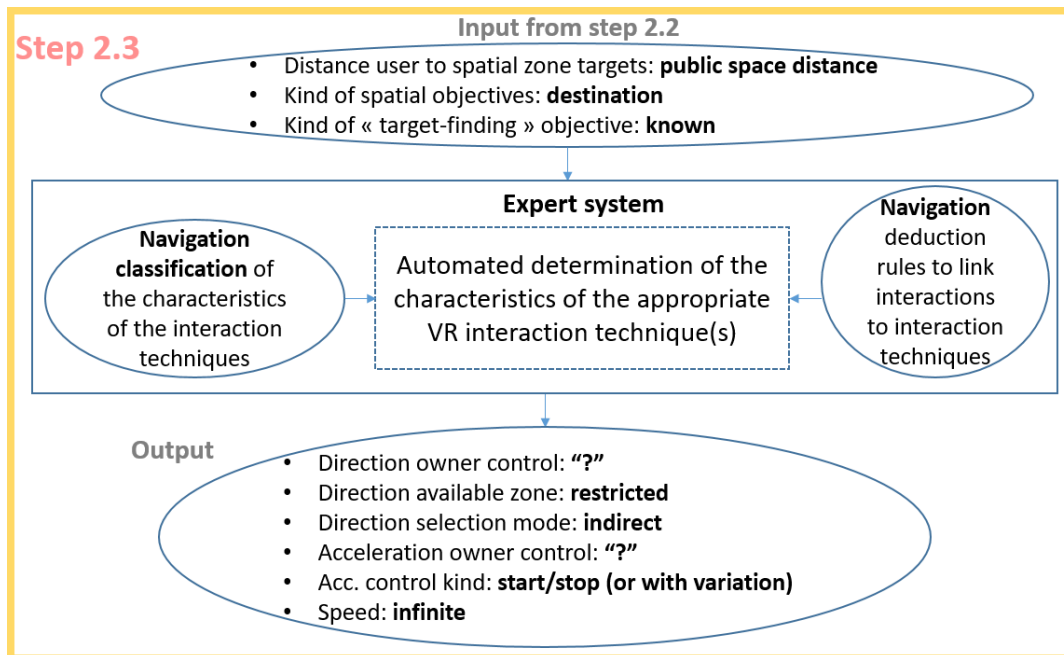 Step 2.3
Input from step 2.2
• Distance user to spatial zone targets: public space distance
• Kind of spatial objectives: destination
• Kind of « target-finding » objective: known
Expert system
Navigation
classification of
the characteristics
of the interaction
techniques
Automated determination of the
characteristics of the appropriate
VR interaction technique(s)
Navigation
deduction
rules to link
interactions
to interaction
techniques
Output
• Direction owner control: “?”
• Direction available zone: restricted
• Direction selection mode: indirect
• Acceleration owner control: “?”
• Acc. control kind: start/stop (or with variation)
• Speed: infinite